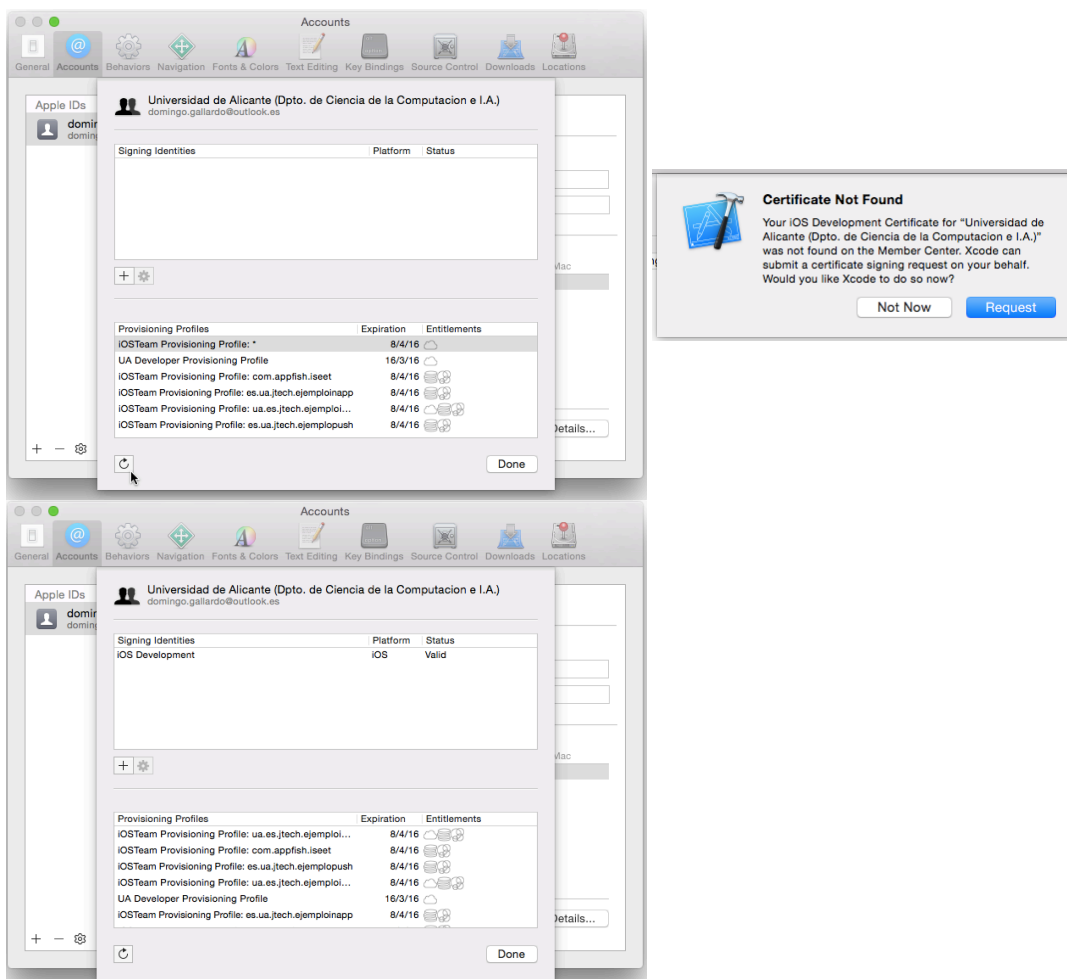 Accounts
General Accounts Behaviors Navigation Fonts & Colors Text Editing Key Bindings Source Control Downloads Locations
Apple IDs
Universidad de Alicante (Dpto. de Ciencia de la Computacion e I.A.)
domingo.gallardo@outlook.es
Signing Identities Platform Status
Mac
+
Provisioning Profiles Expiration Entitlements
iOSTeam Provisioning Profile: * 8/4/16
UA Developer Provisioning Profile 16/3/16
iOSTeam Provisioning Profile: com.appfish.iseet 8/4/16
iOSTeam Provisioning Profile: es.ua.jtech.ejemploinapp 8/4/16
iOSTeam Provisioning Profile: ua.es.jtech.ejemploi... 8/4/16
iOSTeam Provisioning Profile: es.ua.jtech.ejemplopush 8/4/16
Details...
+ −
Done
Certificate Not Found
Your iOS Development Certificate for “Universidad de
Alicante (Dpto. de Ciencia de la Computacion e I.A.)”
was not found on the Member Center. Xcode can
submit a certificate signing request on your behalf.
Would you like Xcode to do so now?
Not Now Request
Accounts
General Accounts Behaviors Navigation Fonts & Colors Text Editing Key Bindings Source Control Downloads Locations
Apple IDs
Universidad de Alicante (Dpto. de Ciencia de la Computacion e I.A.)
domingo.gallardo@outlook.es
Signing Identities Platform Status
iOS Development iOS Valid
Mac
+
Provisioning Profiles Expiration Entitlements
iOSTeam Provisioning Profile: ua.es.jtech.ejemploi... 8/4/16
iOSTeam Provisioning Profile: com.appfish.iseet 8/4/16
iOSTeam Provisioning Profile: es.ua.jtech.ejemplopush 8/4/16
iOSTeam Provisioning Profile: ua.es.jtech.ejemploi... 8/4/16
UA Developer Provisioning Profile 16/3/16
iOSTeam Provisioning Profile: es.ua.jtech.ejemploinapp 8/4/16
Details...
+ −
Done